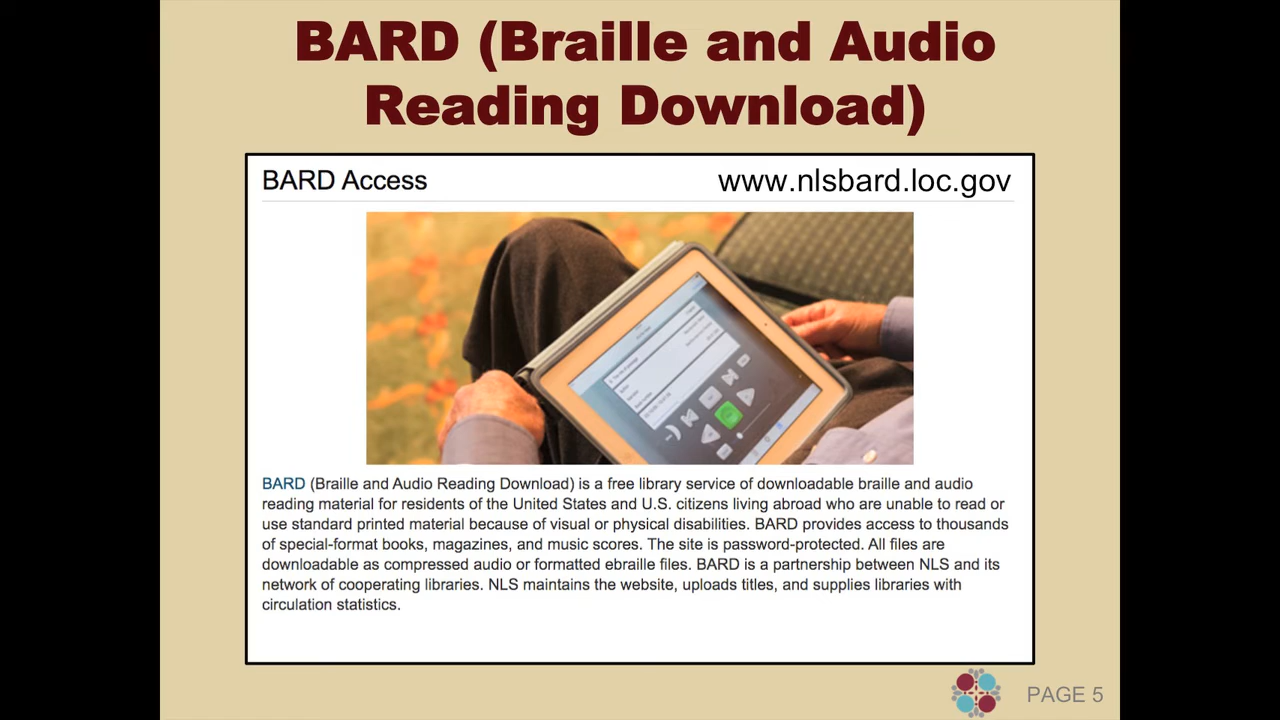 BARD (Braille and Audio
Reading Download)
BARD Access
www.nlsbard.loc.gov
BARD (Braille and Audio Reading Download) is a free library service of downloadable braille and audio
reading material for residents of the United States and U.S. citizens living abroad who are unable to read or
use standard printed material because of visual or physical disabilities. BARD provides access to thousands
of special-format books, magazines, and music scores. The site is password-protected. All files are
downloadable as compressed audio or formatted ebraille files. BARD is a partnership between NLS and its
network of cooperating libraries. NLS maintains the website, uploads titles, and supplies libraries with
circulation statistics.
PAGE 5